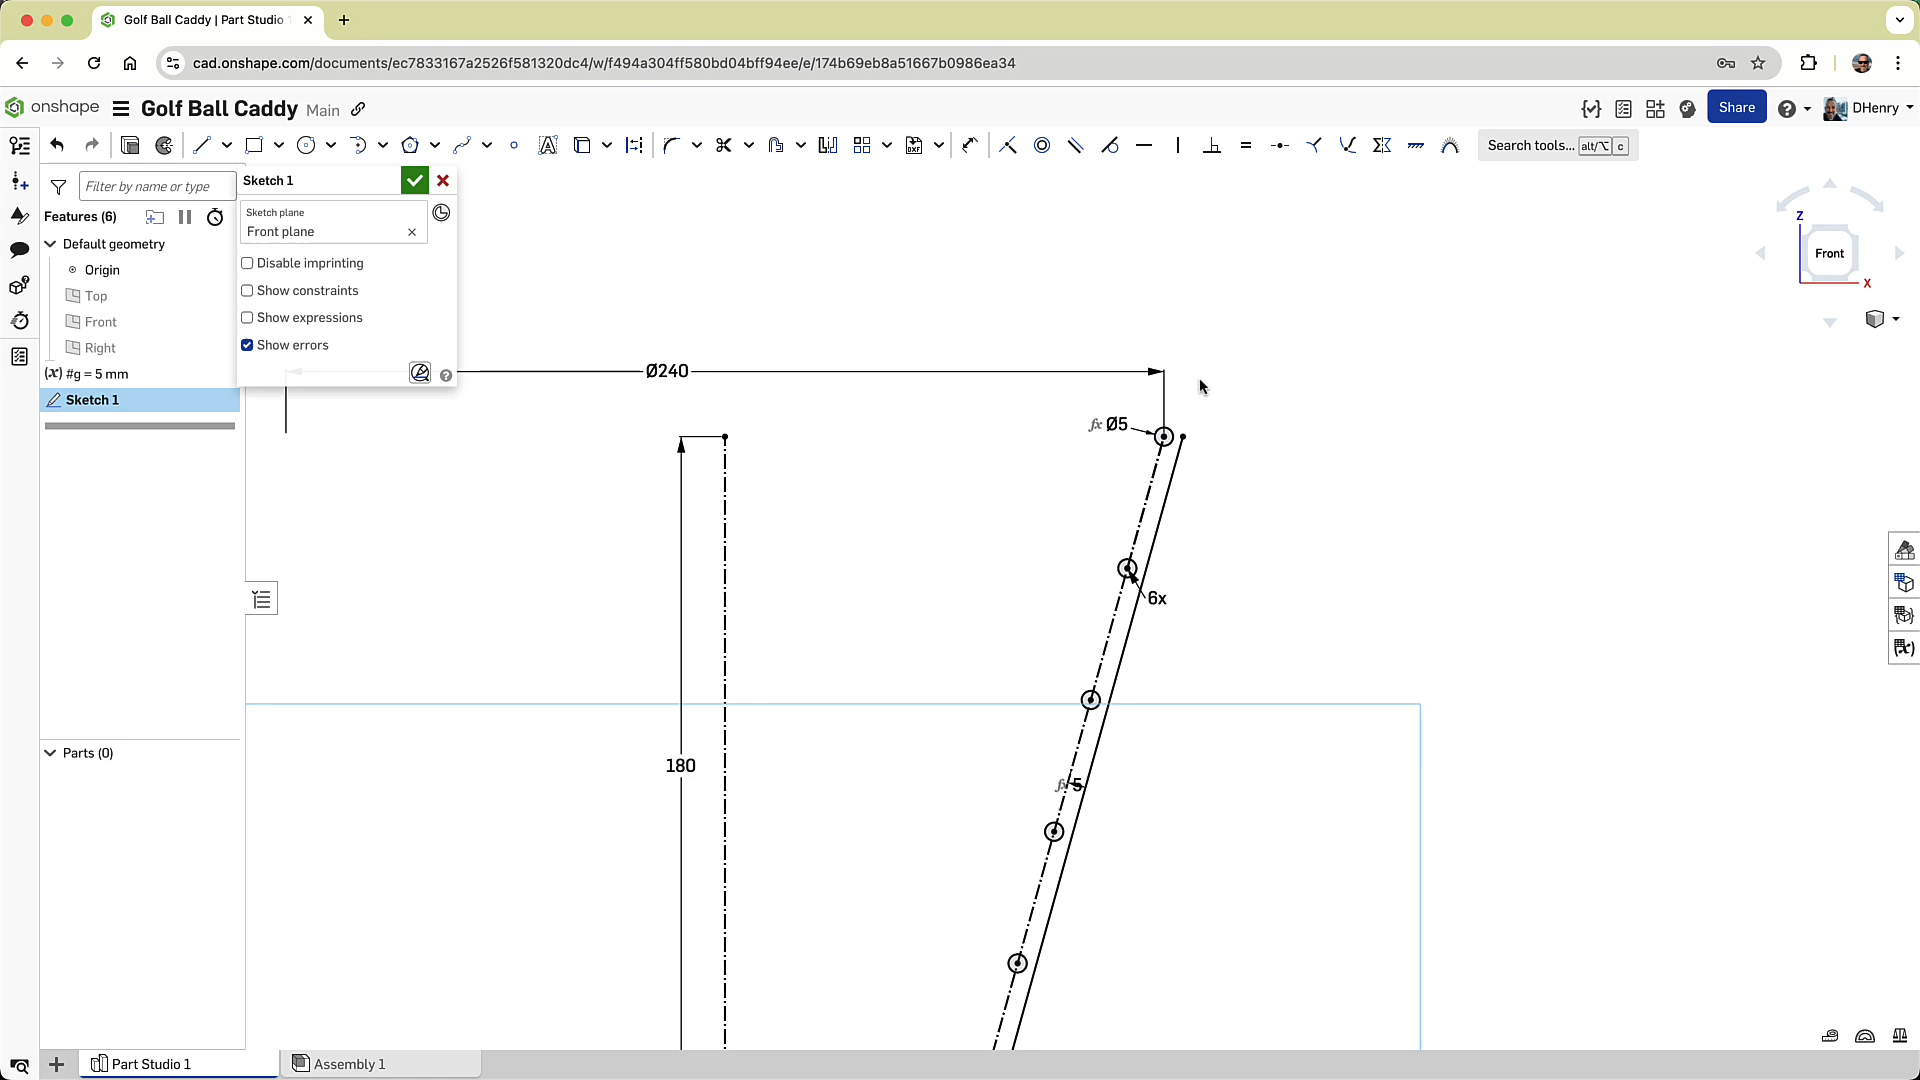 Golf Ball Caddy | Part Studio
cad.onshape.com/documents/ec7833167a2526f581320dc4/w/f494a304ff580bd04bff94ee/e/174b69eb8a51667b0986ea34
onshape
Golf Ball Caddy Main
Share
DHenry
DXF
Search tools... alt/⌥ c
Filter by name or type
Features (6)
Default geometry
Origin
Top
Front
Right
(x) #g = 5 mm
Sketch 1
Parts (0)
Sketch 1
Sketch plane
Front plane
Disable imprinting
Show constraints
Show expressions
Show errors
Ø240
fx Ø5
6x
180
fx 5
Z
Front
X
Part Studio 1
Assembly 1